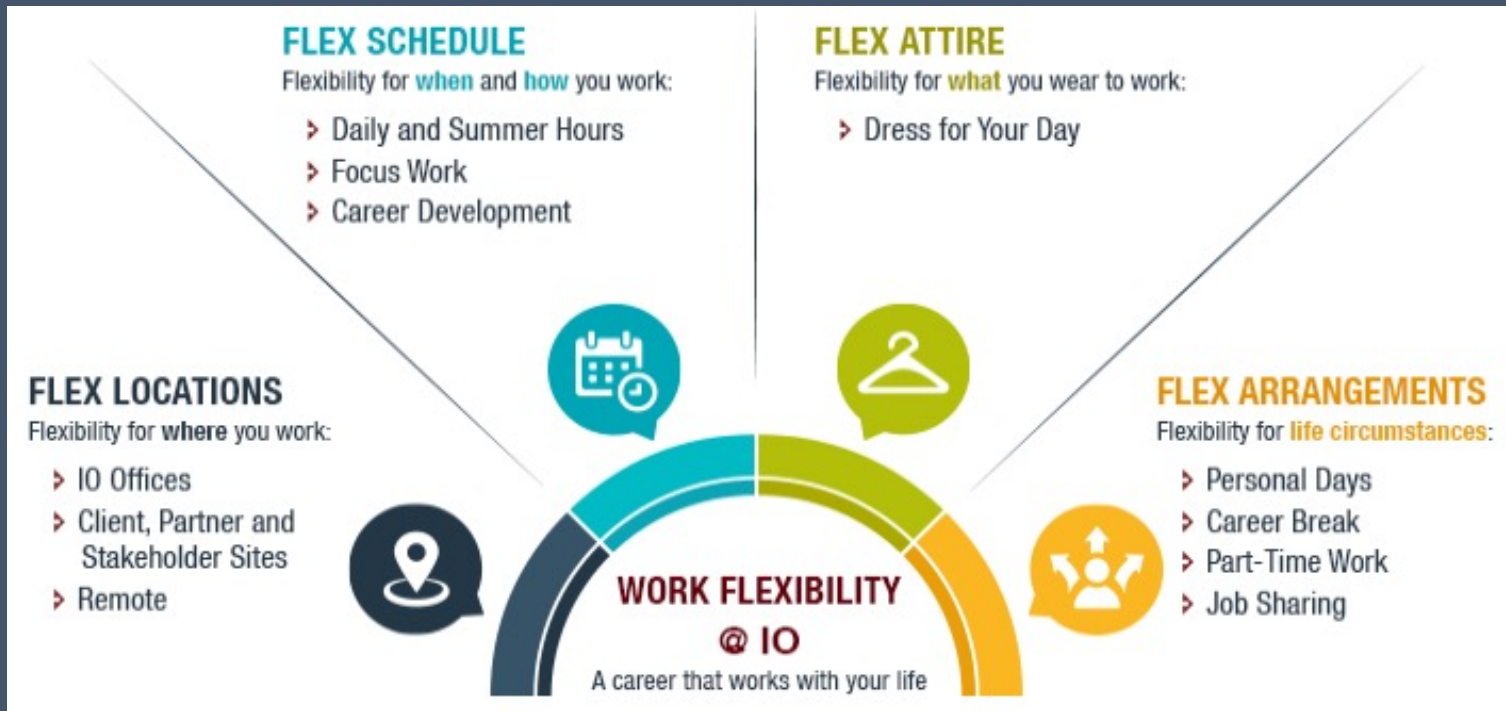 FLEX SCHEDULE
Flexibility for when and how you work:
> Daily and Summer Hours
> Focus Work
> Career Development
FLEX ATTIRE
Flexibility for what you wear to work:
> Dress for Your Day
FLEX LOCATIONS
Flexibility for where you work:
> IO Offices
> Client, Partner and
Stakeholder Sites
> Remote
FLEX ARRANGEMENTS
Flexibility for life circumstances:
> Personal Days
> Career Break
> Part-Time Work
> Job Sharing
WORK FLEXIBILITY
@ IO
A career that works with your life